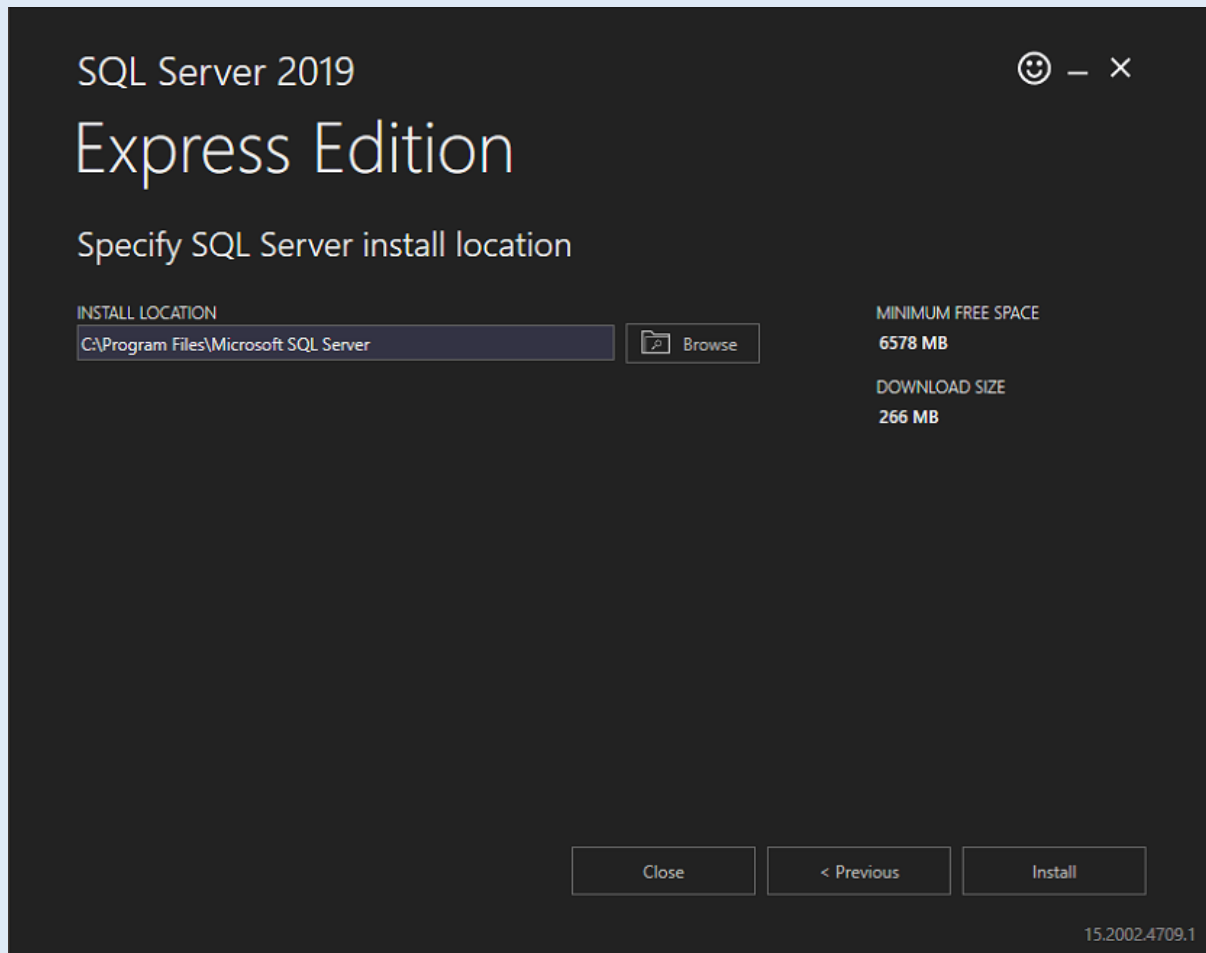 SQL Server 2019
Express Edition
Specify SQL Server install location
INSTALL LOCATION
C:\Program Files\Microsoft SQL Server
Browse
MINIMUM FREE SPACE
6578 MB
DOWNLOAD SIZE
266 MB
Close
< Previous
Install
15.2002.4709.1